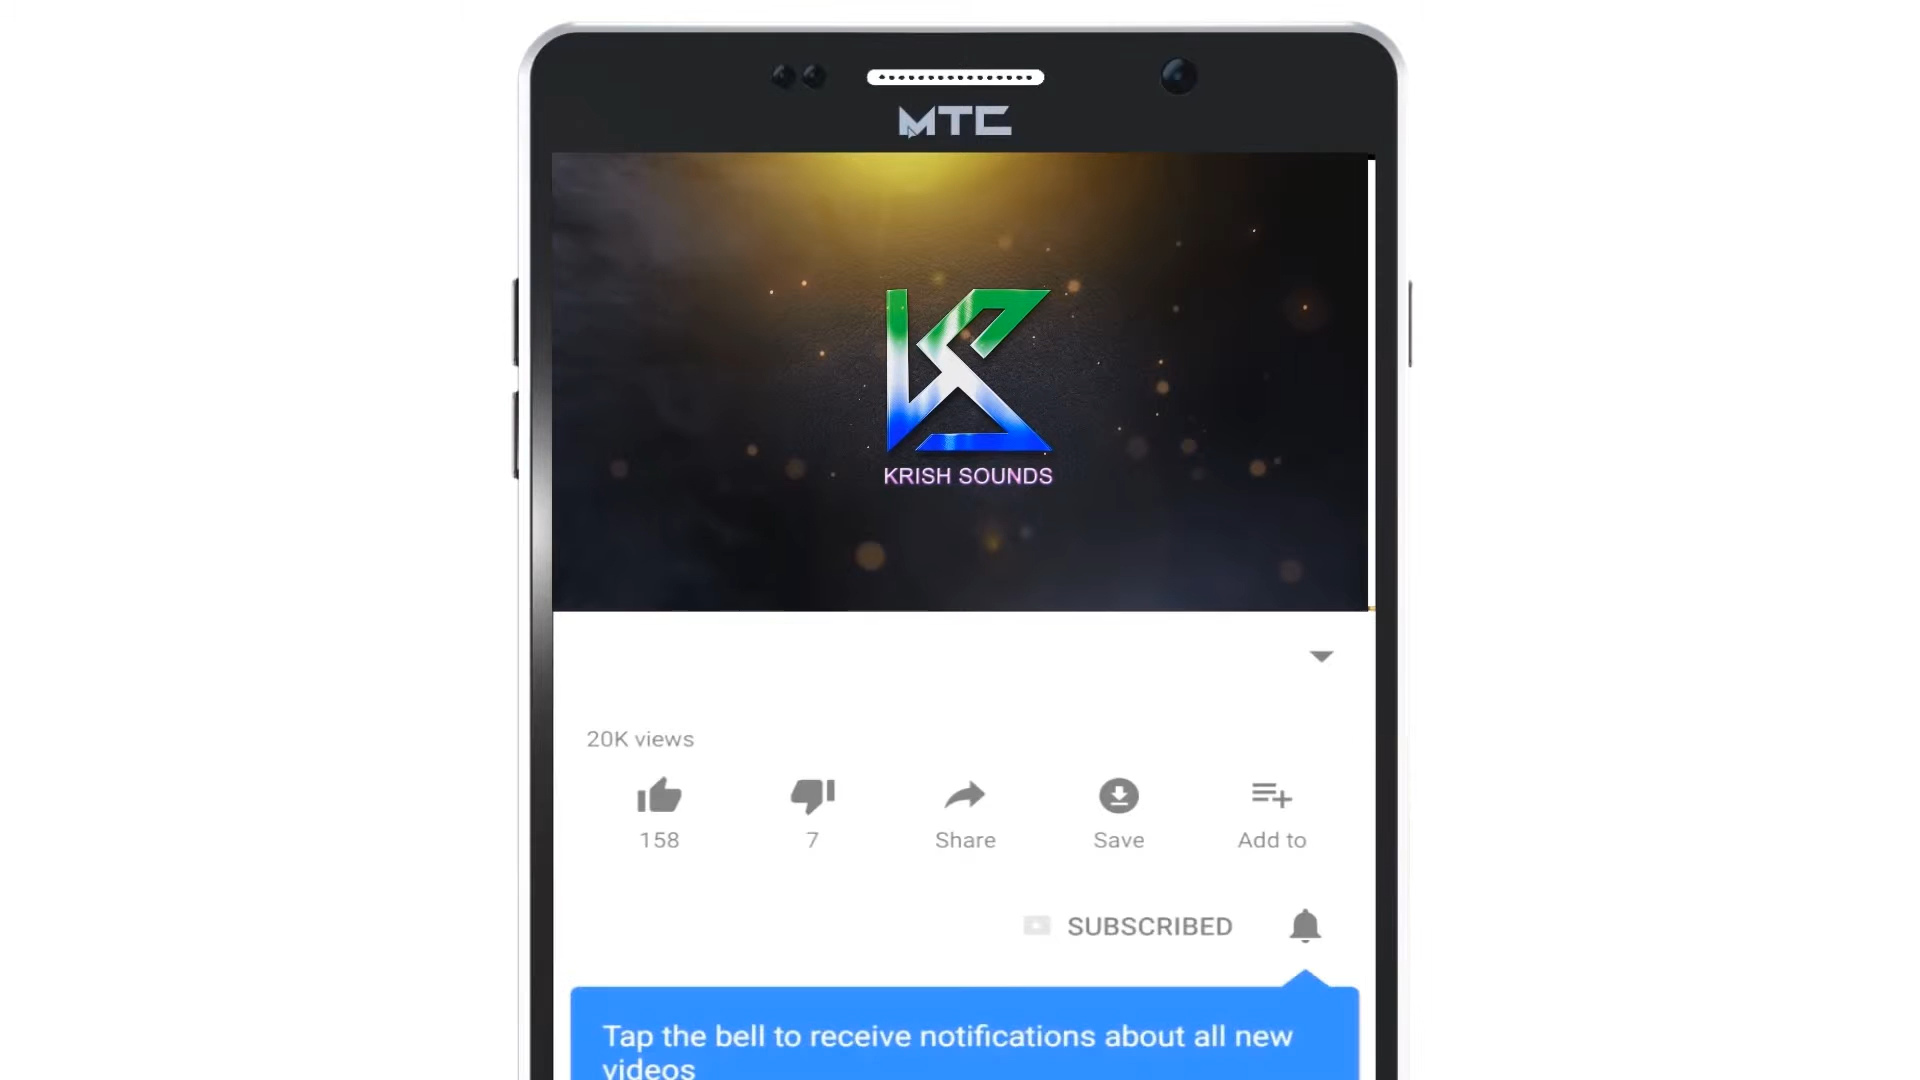 MTC
KS
KRISH SOUNDS
20K views
158
7
Share
Save
Add to
SUBSCRIBED
Tap the bell to receive notifications about all new
videos